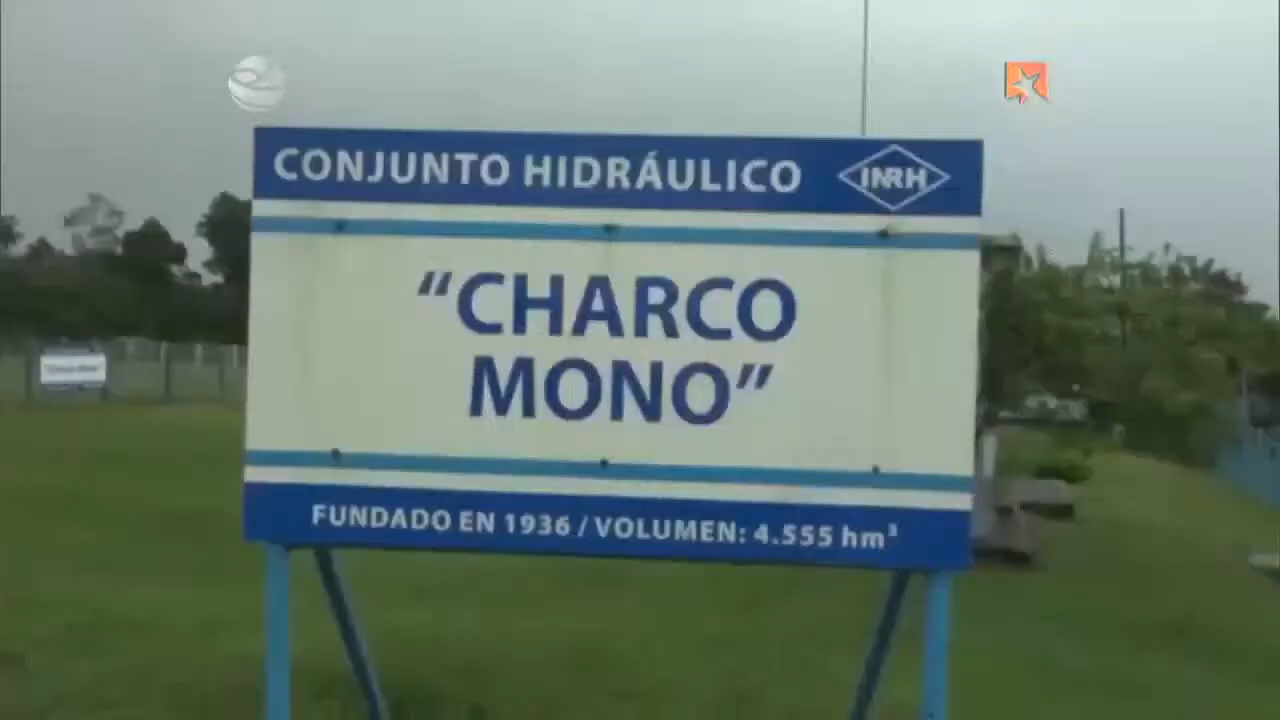 CONJUNTO HIDRÁULICO
INRH
"CHARCO
MONO"
FUNDADO EN 1936 / VOLUMEN: 4.555 hm³